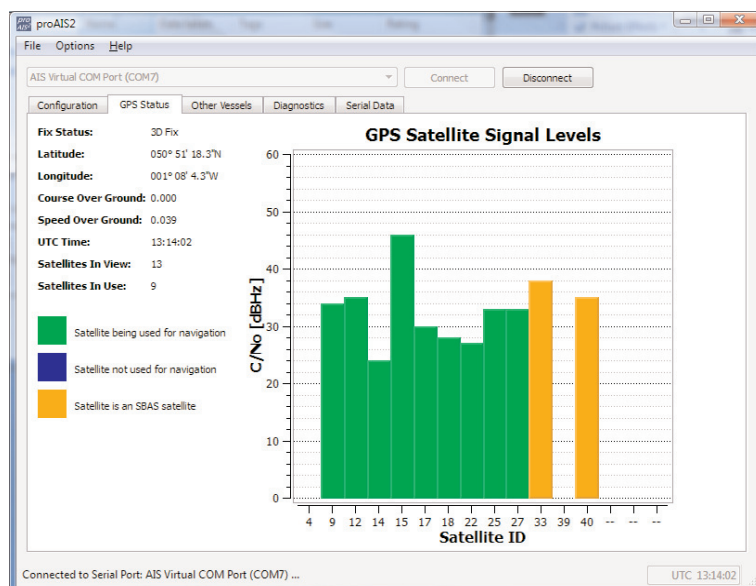 proAIS2
File Options Help
AIS Virtual COM Port (COM7) Connect Disconnect
Configuration GPS Status Other Vessels Diagnostics Serial Data
Fix Status: 3D Fix
Latitude: 050° 51' 18.3"N
Longitude: 001° 08' 4.3"W
Course Over Ground: 0.000
Speed Over Ground: 0.039
UTC Time: 13:14:02
Satellites In View: 13
Satellites In Use: 9
Satellite being used for navigation
Satellite not used for navigation
Satellite is an SBAS satellite
GPS Satellite Signal Levels
C/No [dBHz]
60
50
40
30
20
10
0
4 9 12 14 15 17 18 22 25 27 33 39 40 -- -- --
Satellite ID
Connected to Serial Port: AIS Virtual COM Port (COM7) ... UTC 13:14:02